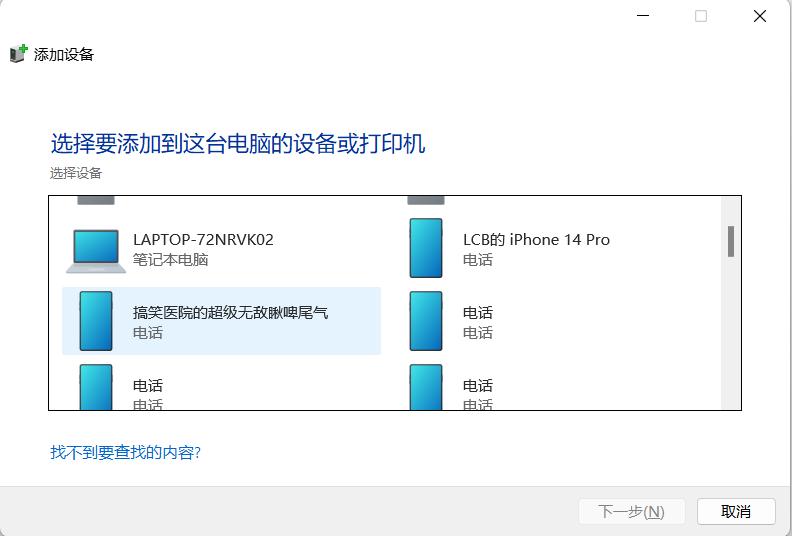 添加设备
选择要添加到这台电脑的设备或打印机
选择设备
LAPTOP-72NRVK02
笔记本电脑
LCB的 iPhone 14 Pro
电话
搞笑医院的超级无敌瞅啤尾气
电话
电话
电话
电话
电话
电话
电话
找不到要查找的内容?
下一步(N)
取消